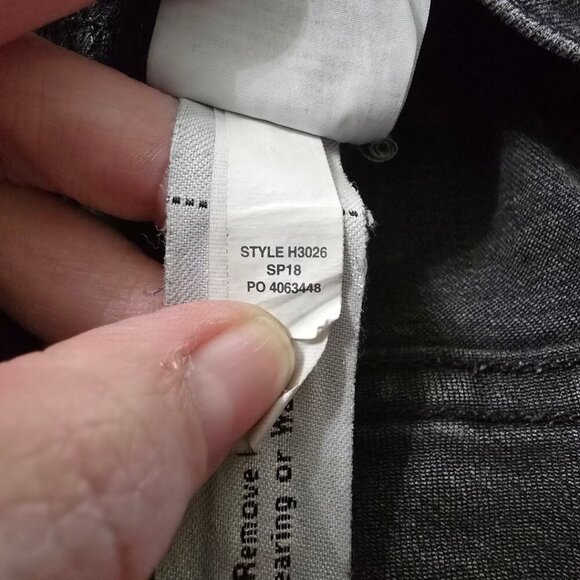 STYLE H3026
SP18
PO 4063448
Remove
earing or